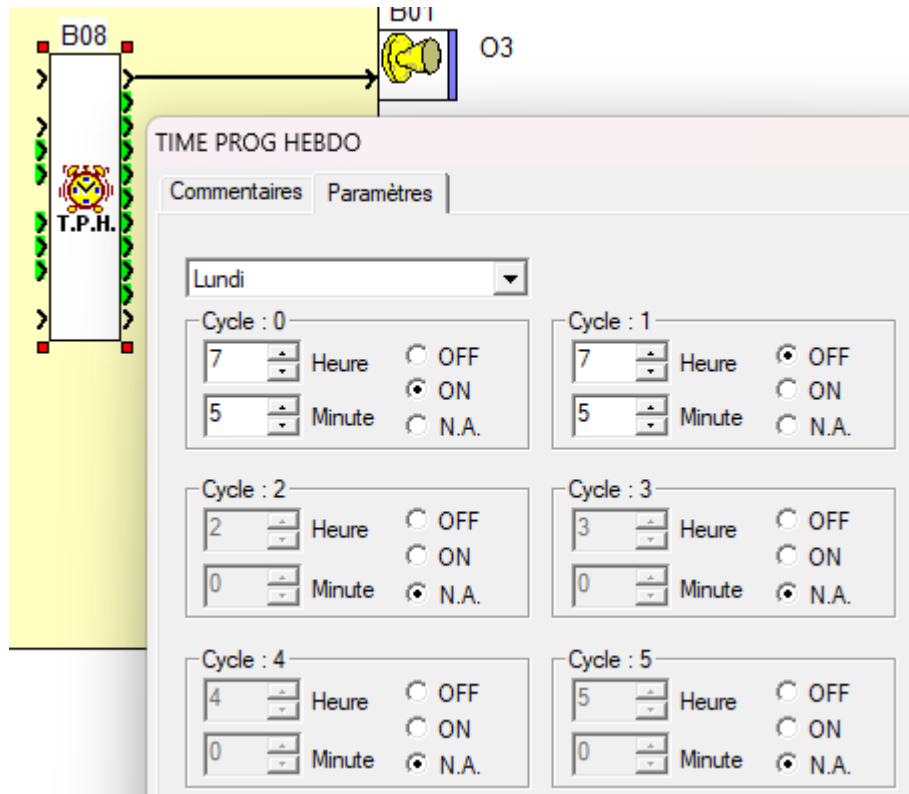 B01
B08
O3
T.P.H.
TIME PROG HEBDO
Commentaires Paramètres
Lundi
Cycle : 0
7 Heure OFF
ON
5 Minute N.A.
Cycle : 1
7 Heure OFF
ON
5 Minute N.A.
Cycle : 2
2 Heure OFF
ON
0 Minute N.A.
Cycle : 3
3 Heure OFF
ON
0 Minute N.A.
Cycle : 4
4 Heure OFF
ON
0 Minute N.A.
Cycle : 5
5 Heure OFF
ON
0 Minute N.A.